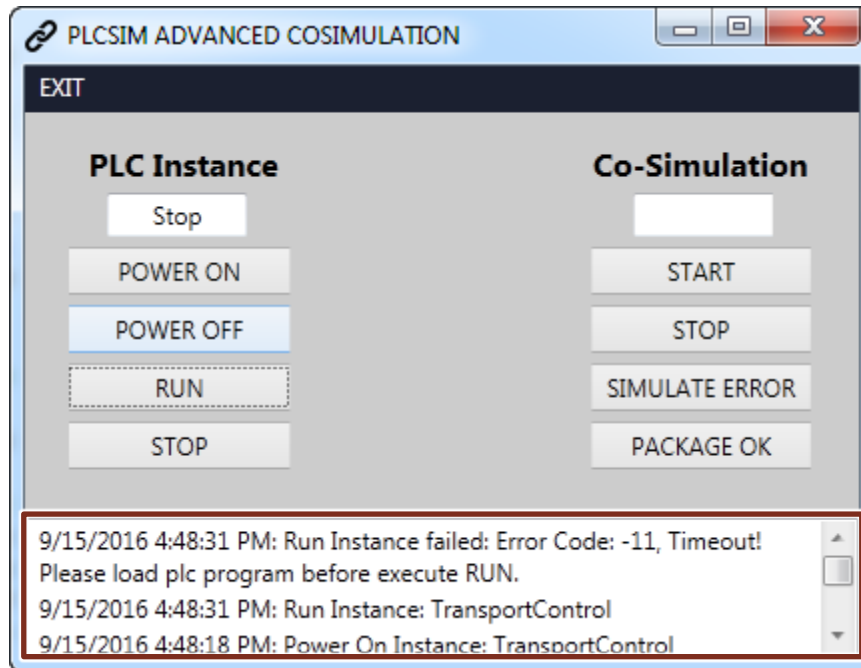 PLCSIM ADVANCED COSIMULATION
EXIT
PLC Instance
Stop
POWER ON
POWER OFF
RUN
STOP
Co-Simulation
START
STOP
SIMULATE ERROR
PACKAGE OK
9/15/2016 4:48:31 PM: Run Instance failed: Error Code: -11, Timeout!
Please load plc program before execute RUN.
9/15/2016 4:48:31 PM: Run Instance: TransportControl
9/15/2016 4:48:18 PM: Power On Instance: TransportControl